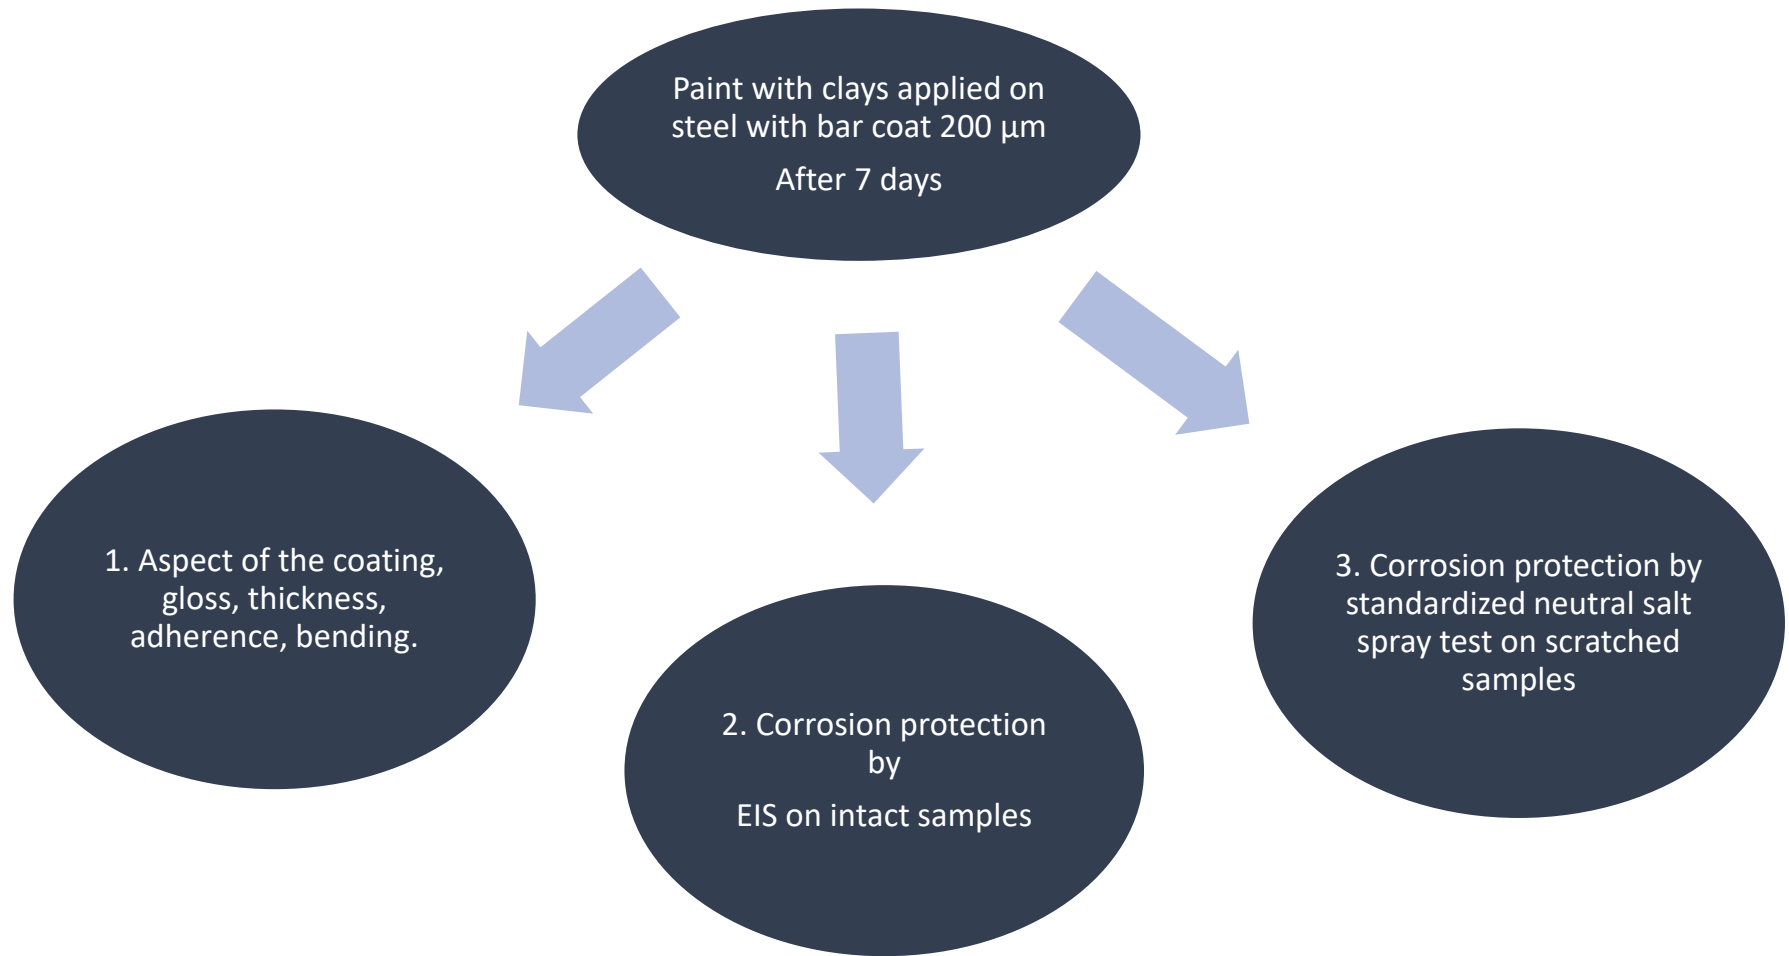 Paint with clays applied on
steel with bar coat 200 µm
After 7 days
1. Aspect of the coating,
gloss, thickness,
adherence, bending.
2. Corrosion protection
by
EIS on intact samples
3. Corrosion protection by
standardized neutral salt
spray test on scratched
samples